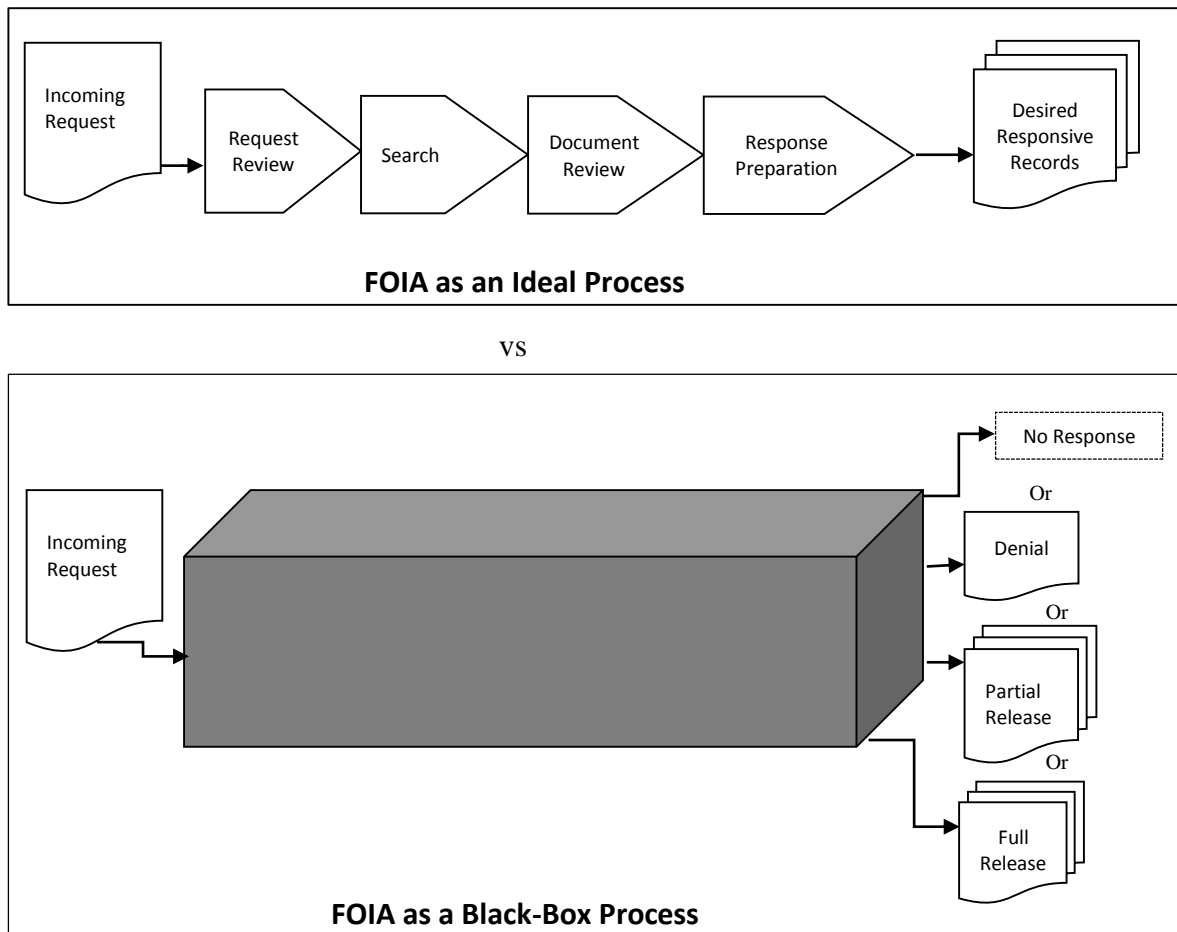 Incoming
Request
Request
Review
Search
Document
Review
Response
Preparation
Desired
Responsive
Records
FOIA as an Ideal Process
vs
Incoming
Request
No Response
Or
Denial
Or
Partial
Release
Or
Full
Release
FOIA as a Black-Box Process